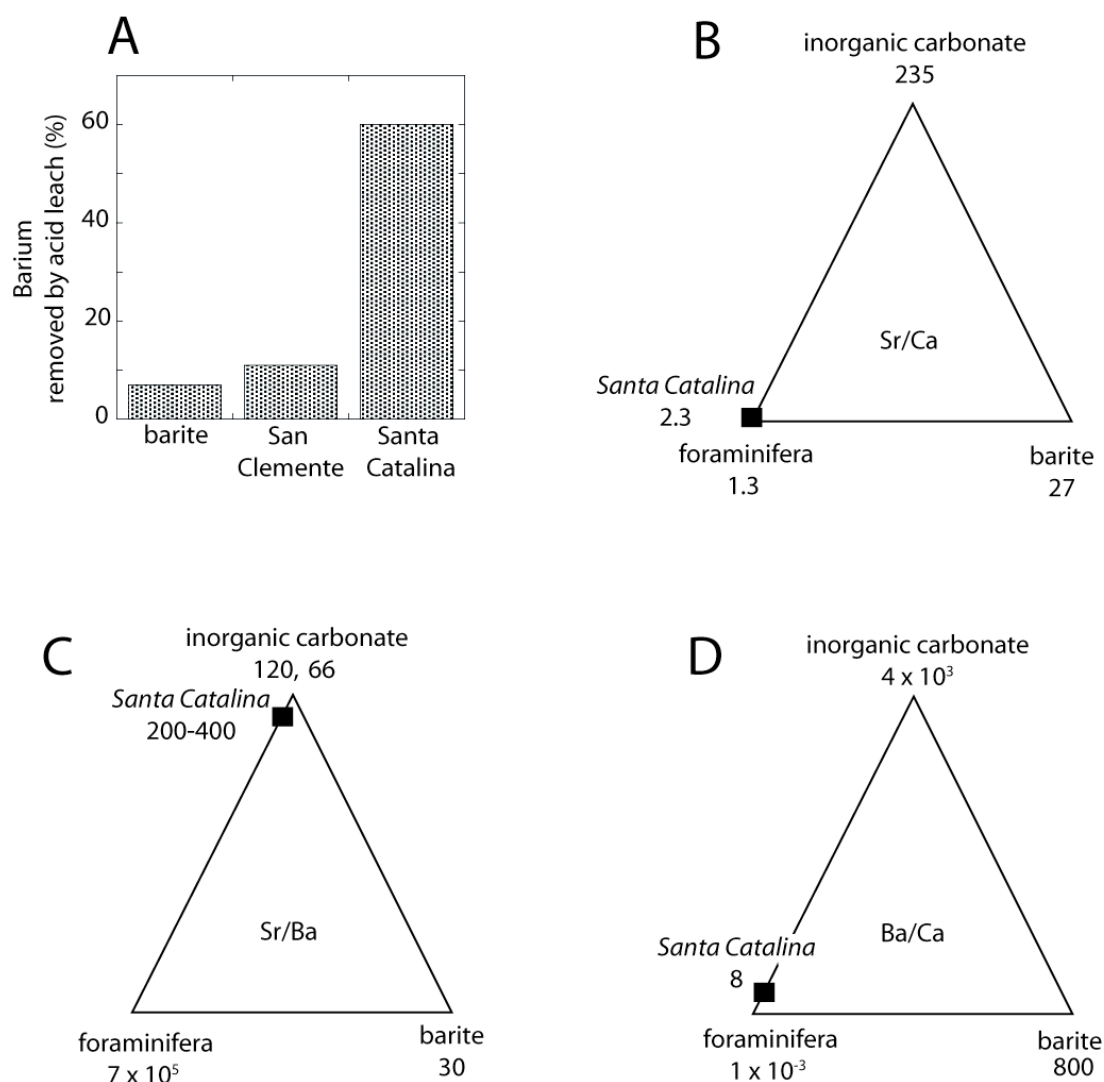 A
Barium
removed by acid leach (%)
60
40
20
0
barite
San
Clemente
Santa
Catalina
B
inorganic carbonate
235
Sr/Ca
Santa Catalina
2.3
foraminifera
1.3
barite
27
C
inorganic carbonate
120, 66
Santa Catalina
200-400
Sr/Ba
foraminifera
7 x 10⁵
barite
30
D
inorganic carbonate
4 x 10³
Santa Catalina
8
Ba/Ca
foraminifera
1 x 10⁻³
barite
800